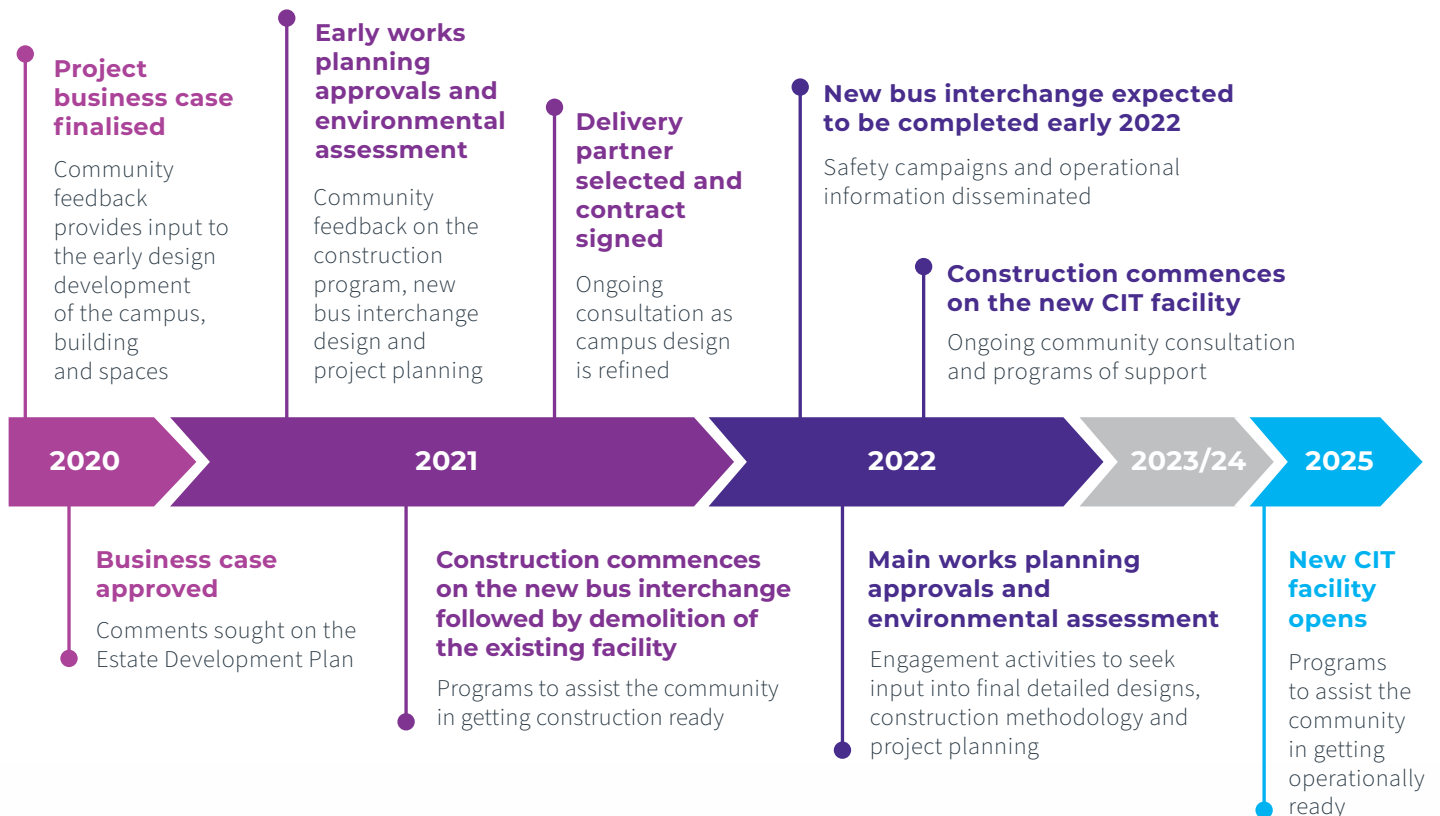 Project
business case
finalised
Community
feedback
provides input to
the early design
development
of the campus,
building
and spaces
Early works
planning
approvals and
environmental
assessment
Community
feedback on the
construction
program, new
bus interchange
design and
project planning
Delivery
partner
selected and
contract
signed
Ongoing
consultation as
campus design
is refined
New bus interchange expected
to be completed early 2022
Safety campaigns and operational
information disseminated
Construction commences
on the new CIT facility
Ongoing community consultation
and programs of support
2020
2021
2022
2023/24
2025
Business case
approved
Comments sought on the
Estate Development Plan
Construction commences
on the new bus interchange
followed by demolition of
the existing facility
Programs to assist the community
in getting construction ready
Main works planning
approvals and
environmental assessment
Engagement activities to seek
input into final detailed designs,
construction methodology and
project planning
New CIT
facility
opens
Programs
to assist the
community
in getting
operationally
ready